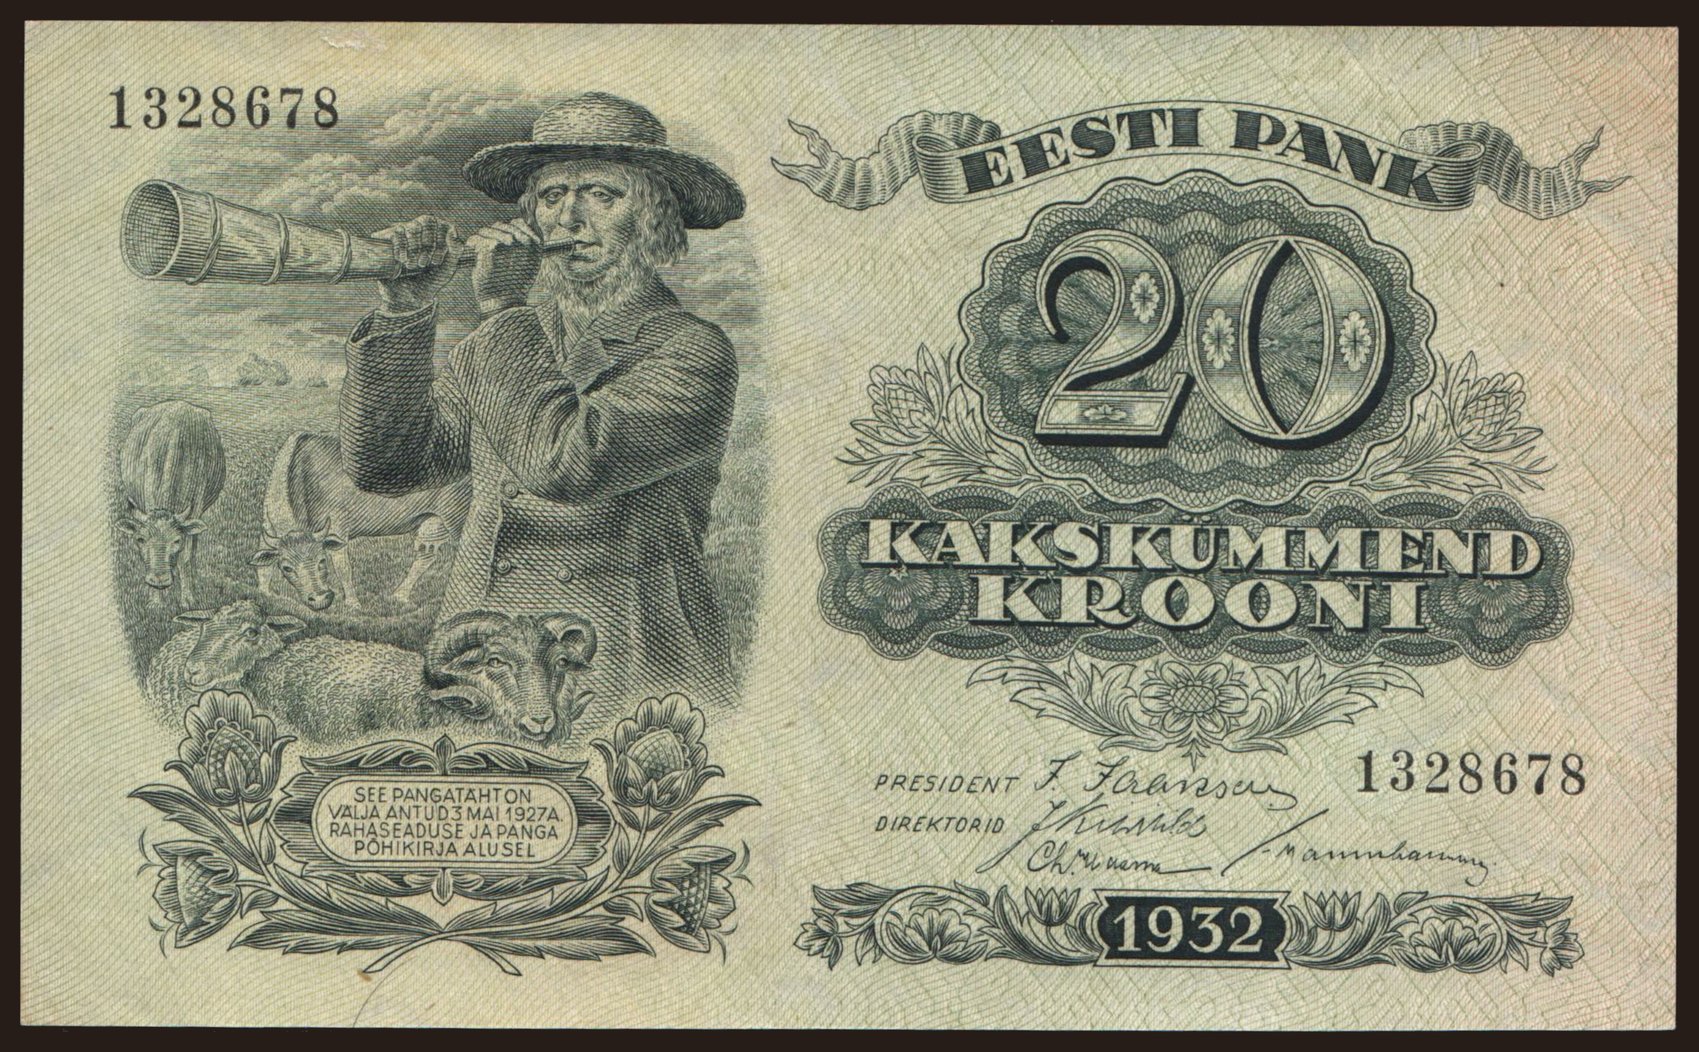 1328678
EESTI PANK
20
KAKSKÜMMEND
KROONI
PRESIDENT
1328678
DIREKTORID
SEE PANGATÄHT ON
VÄLJA ANTUD 3 MAI 1927 A.
RAHASEADUSE JA PANGA
PÕHIKIRJA ALUSEL
1932